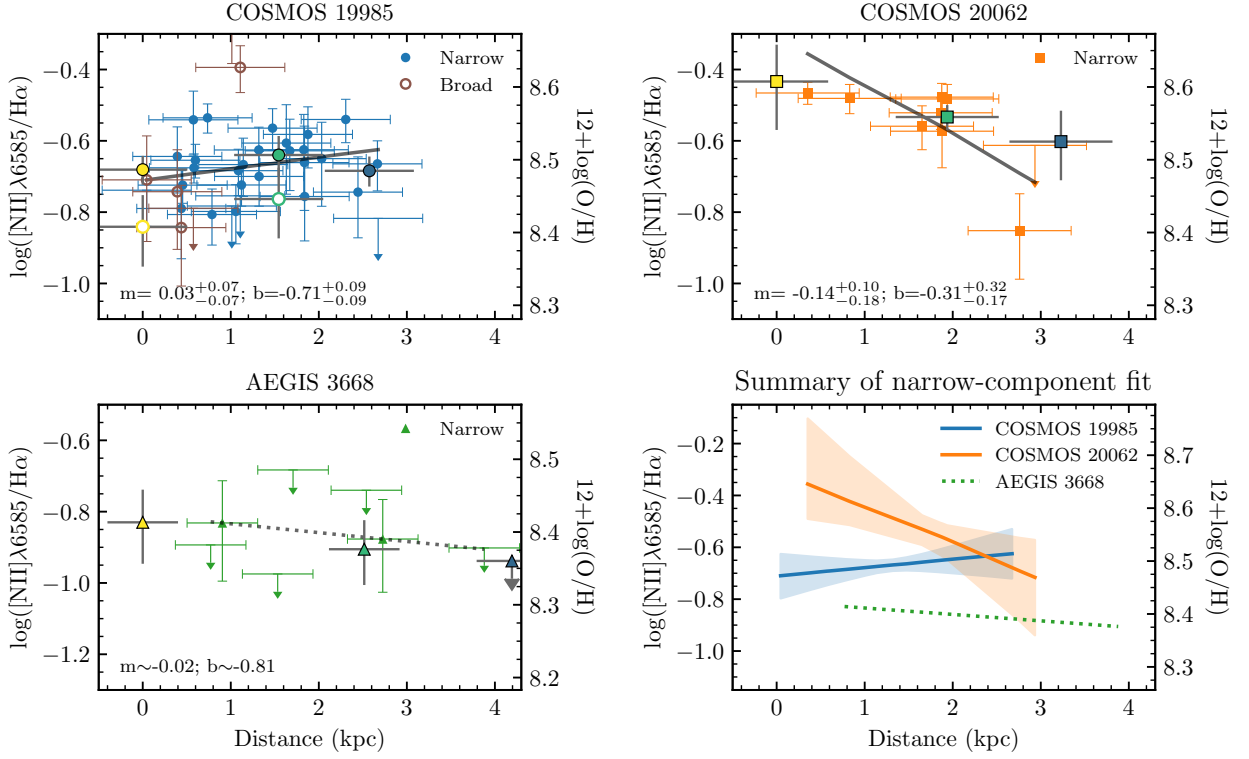 COSMOS 19985
−0.4
−0.6
−0.8
−1.0
log([NII]λ6585/Hα)
Narrow
Broad
m= 0.03+0.07−0.07; b=-0.71+0.09−0.09
8.6
8.5
8.4
8.3
12+log(O/H)
0 1 2 3 4
COSMOS 20062
−0.4
−0.6
−0.8
−1.0
log([NII]λ6585/Hα)
Narrow
m= -0.14+0.10−0.18; b=-0.31+0.32−0.17
8.6
8.5
8.4
8.3
12+log(O/H)
0 1 2 3 4
AEGIS 3668
−0.6
−0.8
−1.0
−1.2
log([NII]λ6585/Hα)
Narrow
m∼-0.02; b∼-0.81
8.5
8.4
8.3
8.2
12+log(O/H)
0 1 2 3 4
Distance (kpc)
Summary of narrow-component fit
−0.2
−0.4
−0.6
−0.8
−1.0
log([NII]λ6585/Hα)
COSMOS 19985
COSMOS 20062
AEGIS 3668
8.7
8.6
8.5
8.4
8.3
12+log(O/H)
0 1 2 3 4
Distance (kpc)